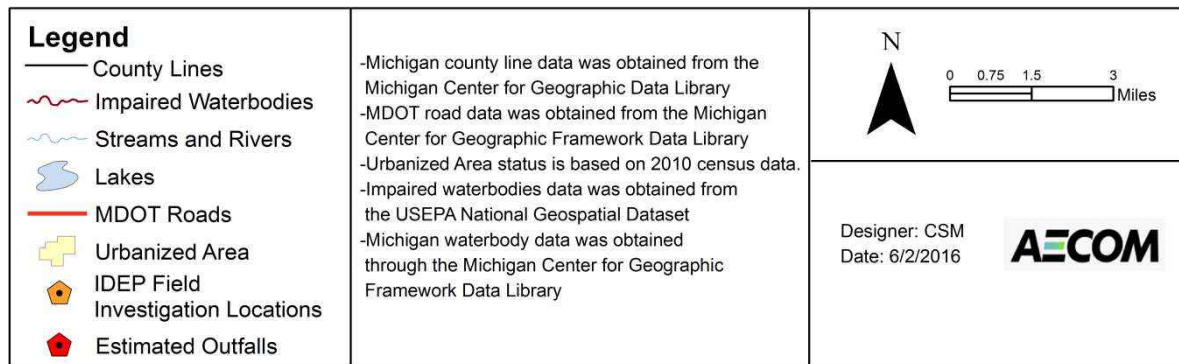 Legend
County Lines
Impaired Waterbodies
Streams and Rivers
Lakes
MDOT Roads
Urbanized Area
IDEP Field
Investigation Locations
Estimated Outfalls
-Michigan county line data was obtained from the
Michigan Center for Geographic Data Library
-MDOT road data was obtained from the Michigan
Center for Geographic Framework Data Library
-Urbanized Area status is based on 2010 census data.
-Impaired waterbodies data was obtained from
the USEPA National Geospatial Dataset
-Michigan waterbody data was obtained
through the Michigan Center for Geographic
Framework Data Library
N
0 0.75 1.5 3
Miles
Designer: CSM
Date: 6/2/2016
AECOM